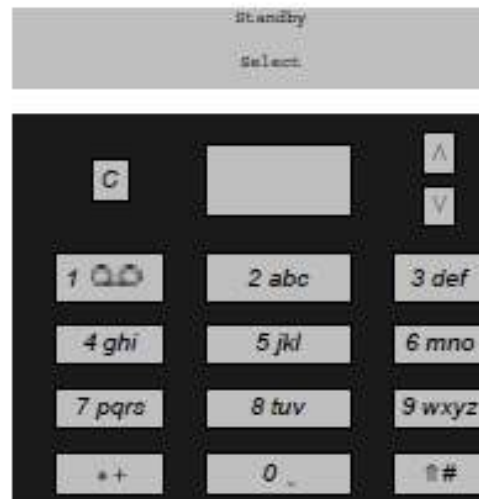 Standby
Select
C
∧
∨
1
2 abc
3 def
4 ghi
5 jkl
6 mno
7 pqrs
8 tuv
9 wxyz
* +
0 _
⇧#